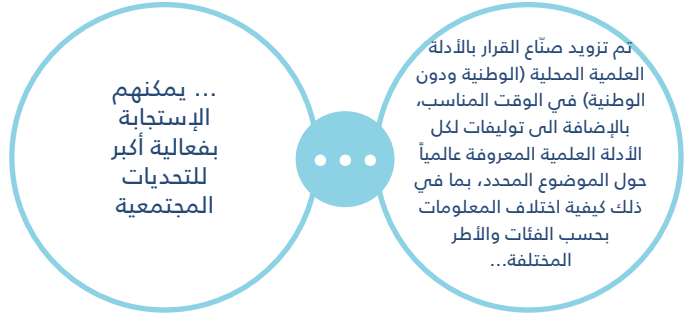 تم تزويد صنّاع القرار بالأدلة
العلمية المحلية (الوطنية ودون
الوطنية) في الوقت المناسب،
بالإضافة الى توليفات لكل
الأدلة العلمية المعروفة عالمياً
حول الموضوع المحدد، بما في
ذلك كيفية اختلاف المعلومات
بحسب الفئات والأطر
المختلفة...
... يمكنهم
الإستجابة
بفعالية أكبر
للتحديات
المجتمعية